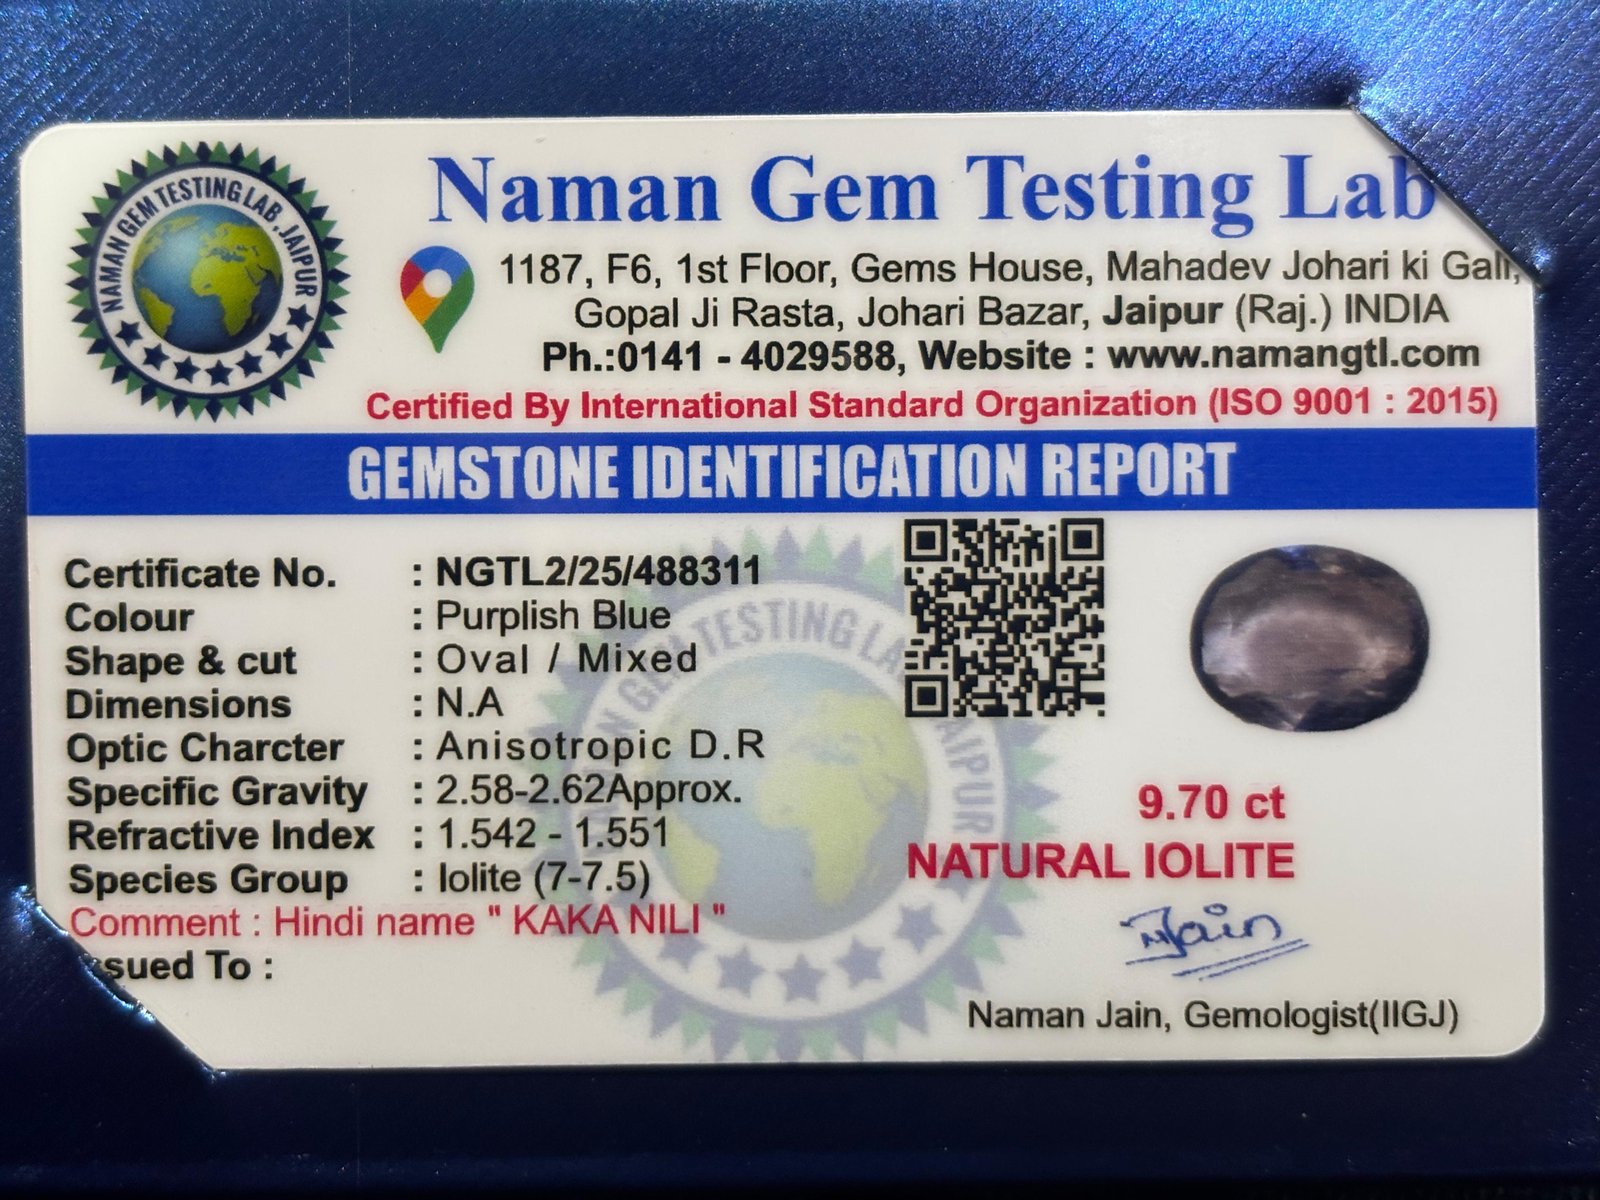 NAMAN GEM TESTING LAB, JAIPUR
Naman Gem Testing Lab
1187, F6, 1st Floor, Gems House, Mahadev Johari ki Gali,
Gopal Ji Rasta, Johari Bazar, Jaipur (Raj.) INDIA
Ph.:0141 - 4029588, Website : www.namangtl.com
Certified By International Standard Organization (ISO 9001 : 2015)
GEMSTONE IDENTIFICATION REPORT
Certificate No. : NGTL2/25/488311
Colour : Purplish Blue
Shape & cut : Oval / Mixed
Dimensions : N.A
Optic Charcter : Anisotropic D.R
Specific Gravity : 2.58-2.62Approx.
Refractive Index : 1.542 - 1.551
Species Group : Iolite (7-7.5)
Comment : Hindi name " KAKA NILI "
ssued To :
9.70 ct
NATURAL IOLITE
NJain
Naman Jain, Gemologist(IIGJ)